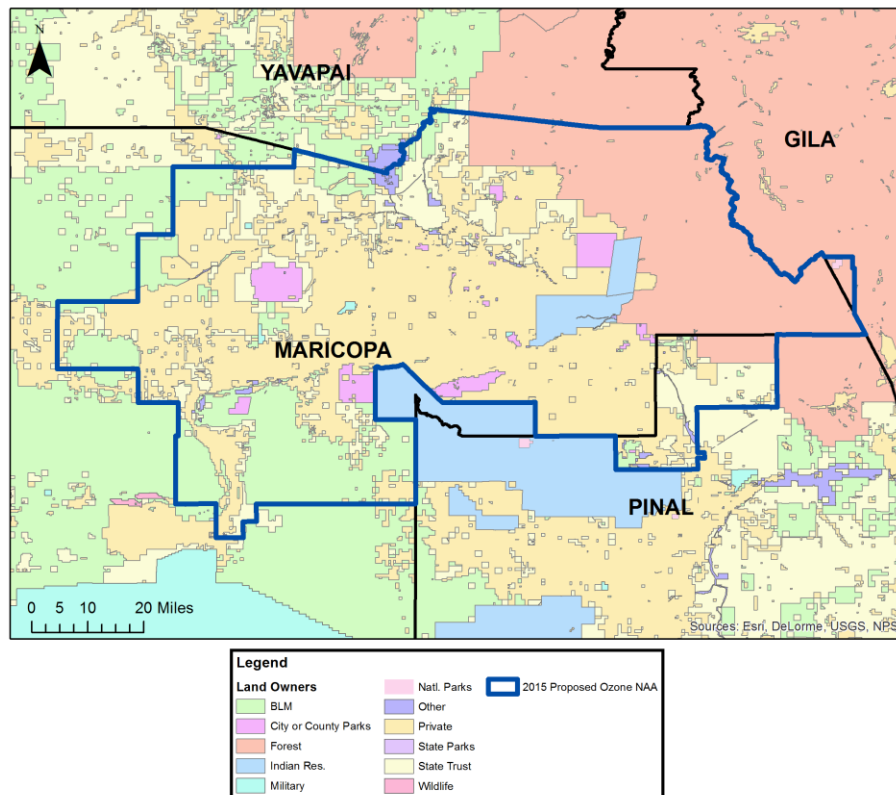 N
YAVAPAI
GILA
MARICOPA
PINAL
0 5 10 20 Miles
Sources: Esri, DeLorme, USGS, NPS
Legend
Land Owners
BLM
City or County Parks
Forest
Indian Res.
Military
Natl. Parks
Other
Private
State Parks
State Trust
Wildlife
2015 Proposed Ozone NAA